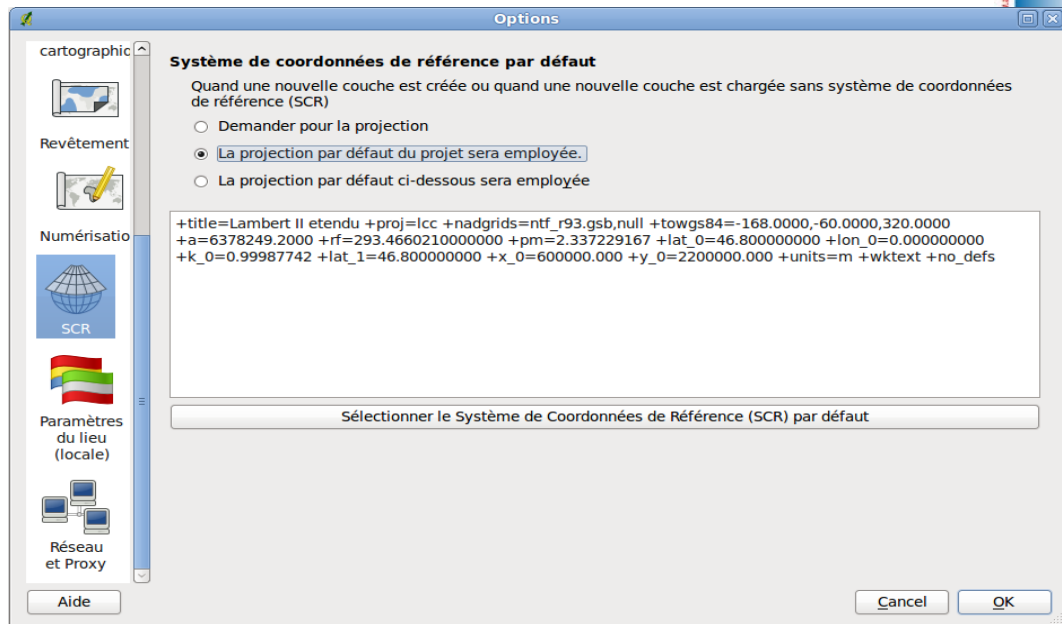 Options
cartographic
Revêtement
Numérisatio
SCR
Paramètres
du lieu
(locale)
Réseau
et Proxy
Système de coordonnées de référence par défaut
Quand une nouvelle couche est créée ou quand une nouvelle couche est chargée sans système de coordonnées
de référence (SCR)
Demander pour la projection
La projection par défaut du projet sera employée.
La projection par défaut ci-dessous sera employée
+title=Lambert II etendu +proj=lcc +nadgrids=ntf_r93.gsb,null +towgs84=-168.0000,-60.0000,320.0000
+a=6378249.2000 +rf=293.4660210000000 +pm=2.337229167 +lat_0=46.800000000 +lon_0=0.000000000
+k_0=0.99987742 +lat_1=46.800000000 +x_0=600000.000 +y_0=2200000.000 +units=m +wktext +no_defs
Sélectionner le Système de Coordonnées de Référence (SCR) par défaut
Aide
Cancel
OK